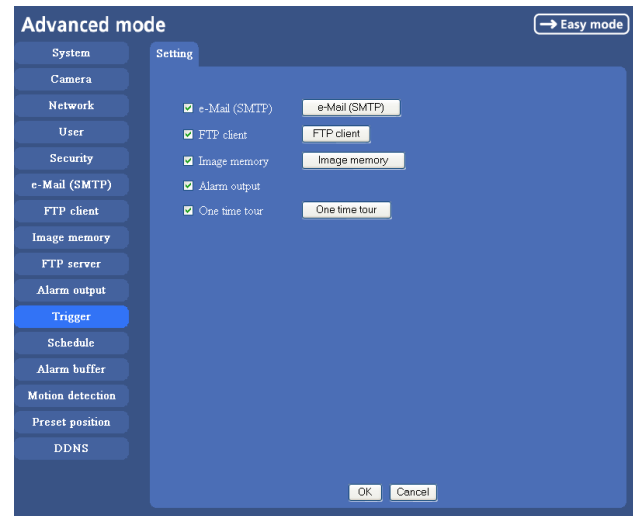 Advanced mode
→ Easy mode
System
Camera
Network
User
Security
e-Mail (SMTP)
FTP client
Image memory
FTP server
Alarm output
Trigger
Schedule
Alarm buffer
Motion detection
Preset position
DDNS
Setting
e-Mail (SMTP) e-Mail (SMTP)
FTP client FTP client
Image memory Image memory
Alarm output
One time tour One time tour
OK Cancel